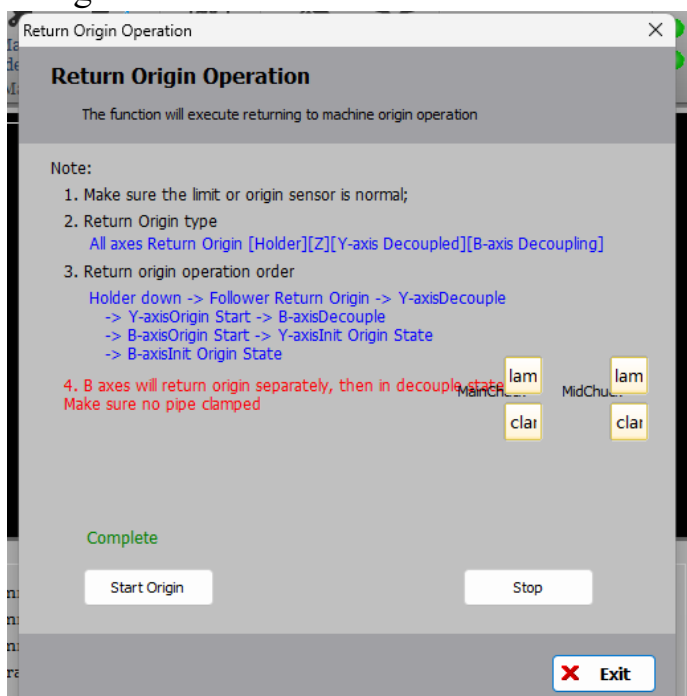 Return Origin Operation
Return Origin Operation
The function will execute returning to machine origin operation
Note:
1. Make sure the limit or origin sensor is normal;
2. Return Origin type
All axes Return Origin [Holder][Z][Y-axis Decoupled][B-axis Decoupling]
3. Return origin operation order
Holder down -> Follower Return Origin -> Y-axisDecouple
-> Y-axisOrigin Start -> B-axisDecouple
-> B-axisOrigin Start -> Y-axisInit Origin State
-> B-axisInit Origin State
4. B axes will return origin separately, then in decouple state
Make sure no pipe clamped
lam lam
clar clar
Complete
Start Origin Stop
Exit